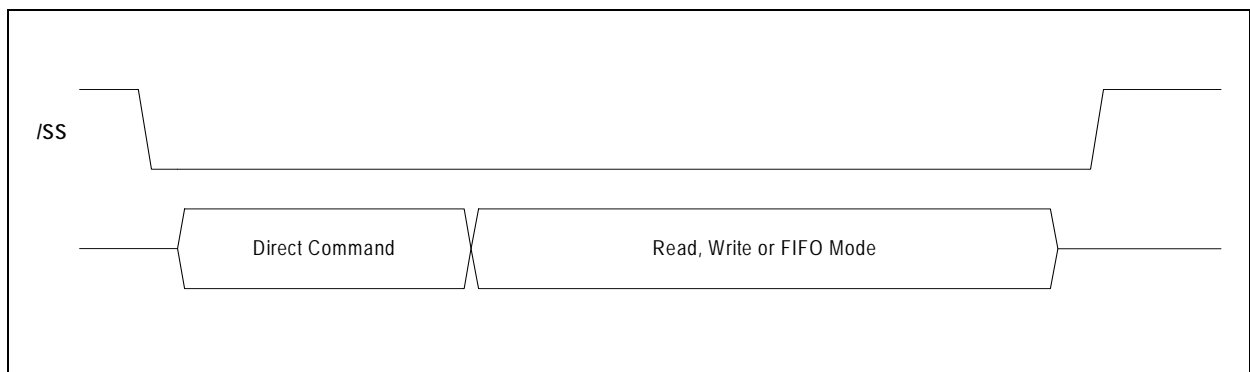 /SS
Direct Command
Read, Write or FIFO Mode